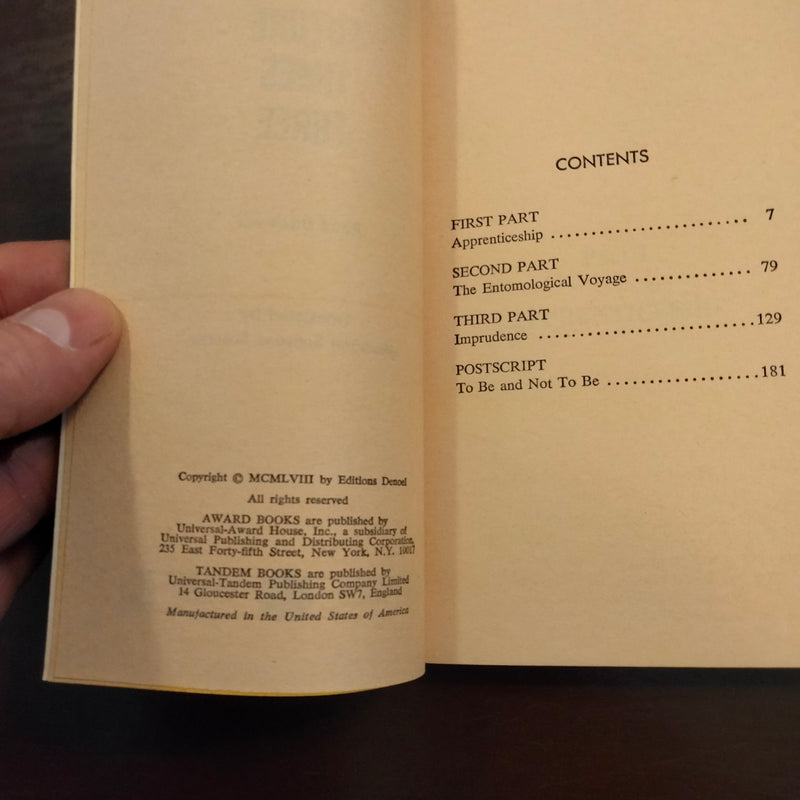 Copyright © MCMLVIII by Editions Denoel
All rights reserved
AWARD BOOKS are published by
Universal-Award House, Inc., a subsidiary of
Universal Publishing and Distributing Corporation,
235 East Forty-fifth Street, New York, N.Y. 10017
TANDEM BOOKS are published by
Universal-Tandem Publishing Company Limited
14 Gloucester Road, London SW7, England
Manufactured in the United States of America
CONTENTS
FIRST PART
Apprenticeship ........................ 7
SECOND PART
The Entomological Voyage .............. 79
THIRD PART
Imprudence ..........................129
POSTSCRIPT
To Be and Not To Be ..................181